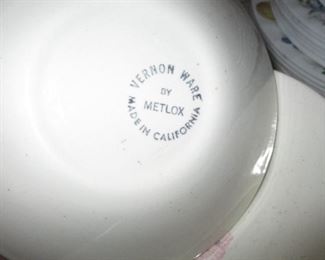 VERNON WARE
BY
METLOX
MADE IN CALIFORNIA